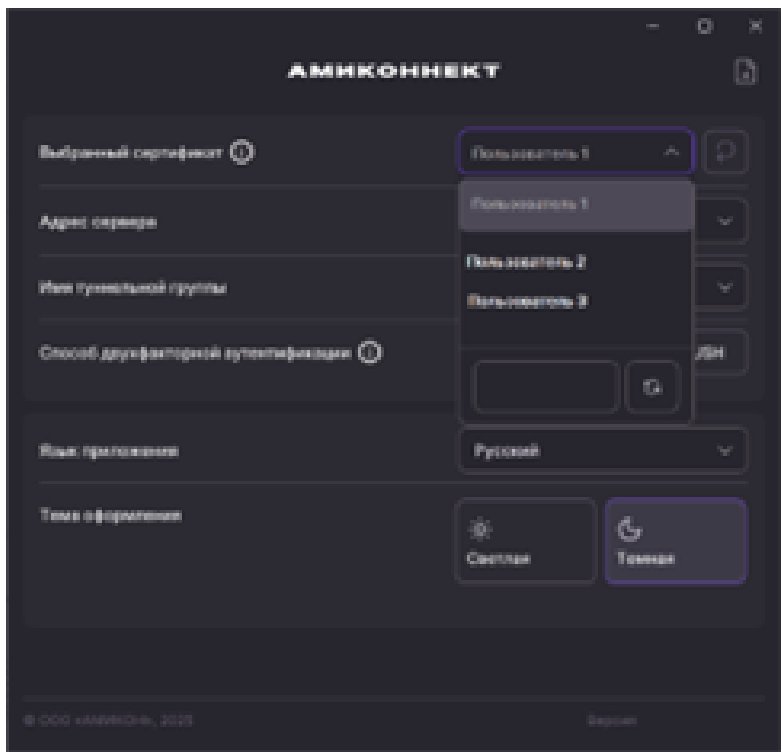 АМИКОННЕКТ
Выбранный сертификат
Пользователь 1
Пользователь 1
Адрес сервера
Пользователь 2
Имя туннельной группы
Пользователь 3
Способ двухфакторной аутентификации
USH
Язык приложения
Русский
Тема оформления
Светлая
Темная
© ООО «АМИКОН», 2025
Версия